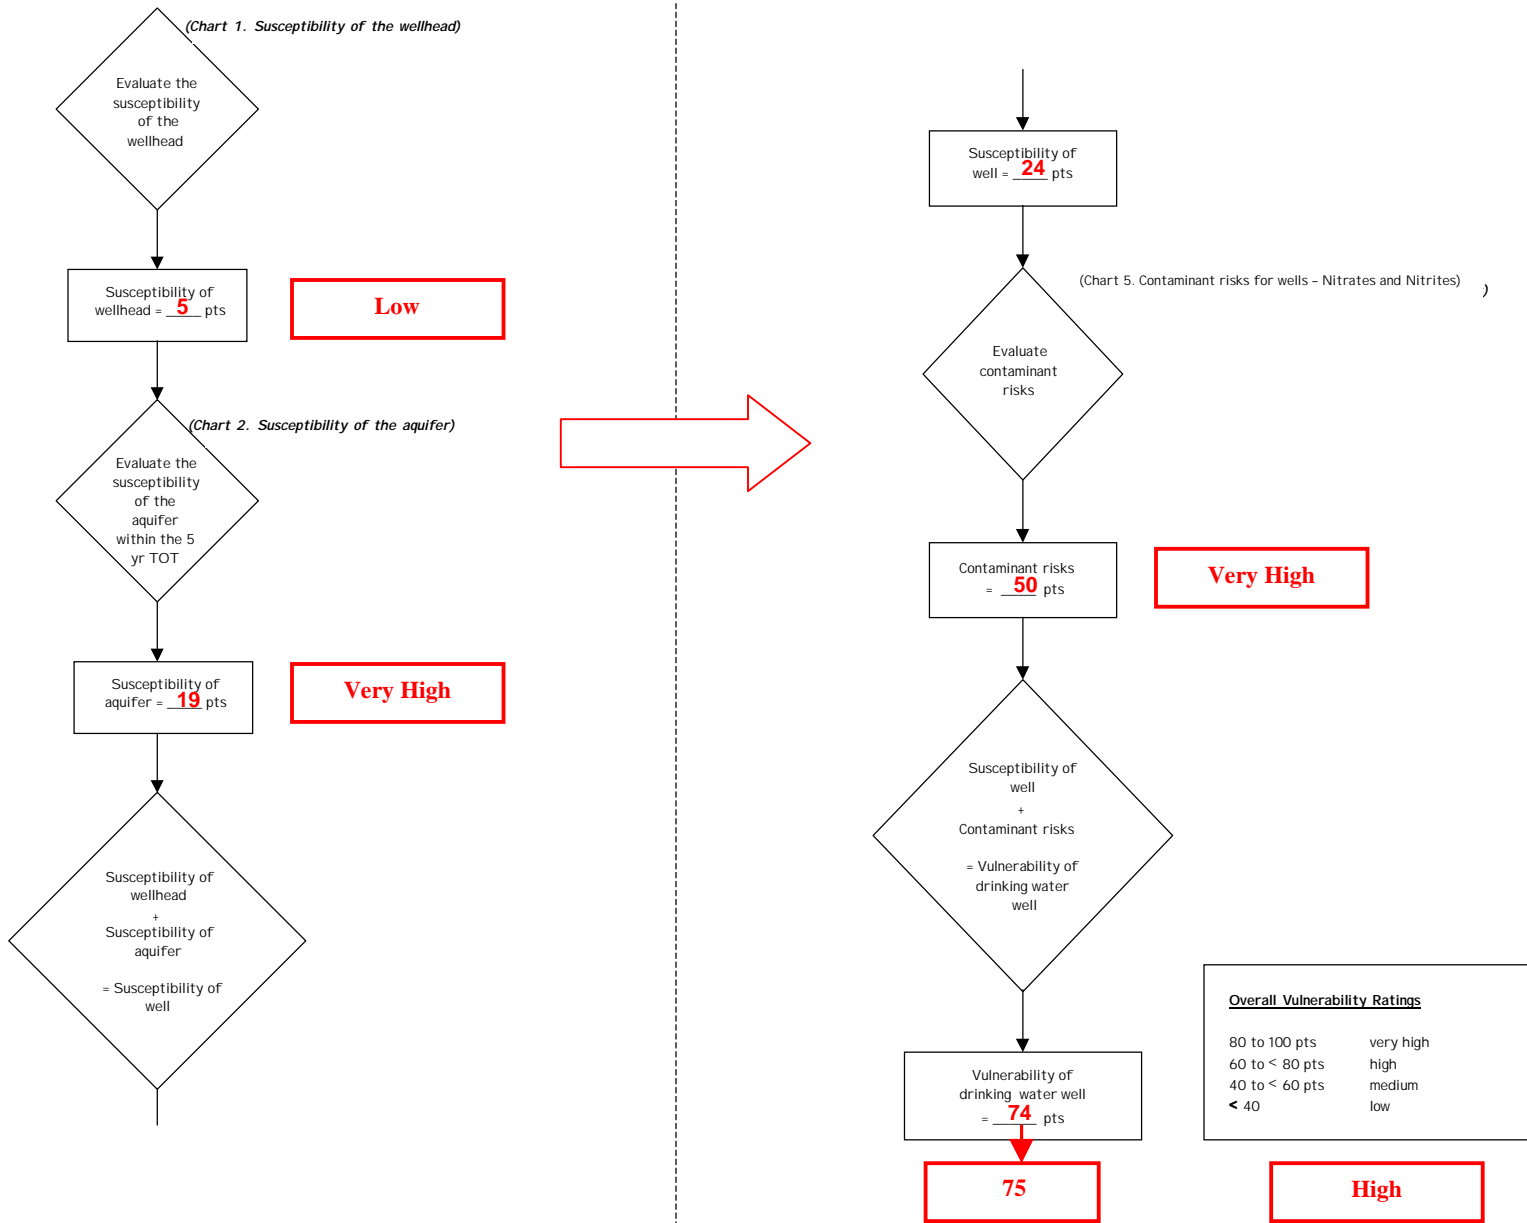 (Chart 1. Susceptibility of the wellhead)
Evaluate the
susceptibility
of the
wellhead
Susceptibility of
wellhead = 5 pts
Low
(Chart 2. Susceptibility of the aquifer)
Evaluate the
susceptibility
of the
aquifer
within the 5
yr TOT
Susceptibility of
aquifer = 19 pts
Very High
Susceptibility of
wellhead
+
Susceptibility of
aquifer
= Susceptibility of
well
Susceptibility of
well = 24 pts
(Chart 5. Contaminant risks for wells – Nitrates and Nitrites)
)
Evaluate
contaminant
risks
Contaminant risks
= 50 pts
Very High
Susceptibility of
well
+
Contaminant risks
= Vulnerability of
drinking water
well
Vulnerability of
drinking water well
= 74 pts
75
Overall Vulnerability Ratings
80 to 100 pts very high
60 to < 80 pts high
40 to < 60 pts medium
< 40 low
High